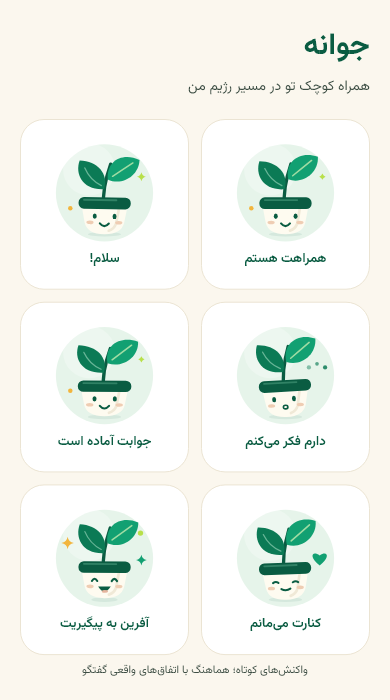 جوانه
همراه کوچک تو در مسیر رژیم من
همراهت هستم
سلام!
دارم فکر می‌کنم
جوابت آماده است
کنارت می‌مانم
آفرین به پیگیریت
واکنش‌های کوتاه؛ هماهنگ با اتفاق‌های واقعی گفتگو